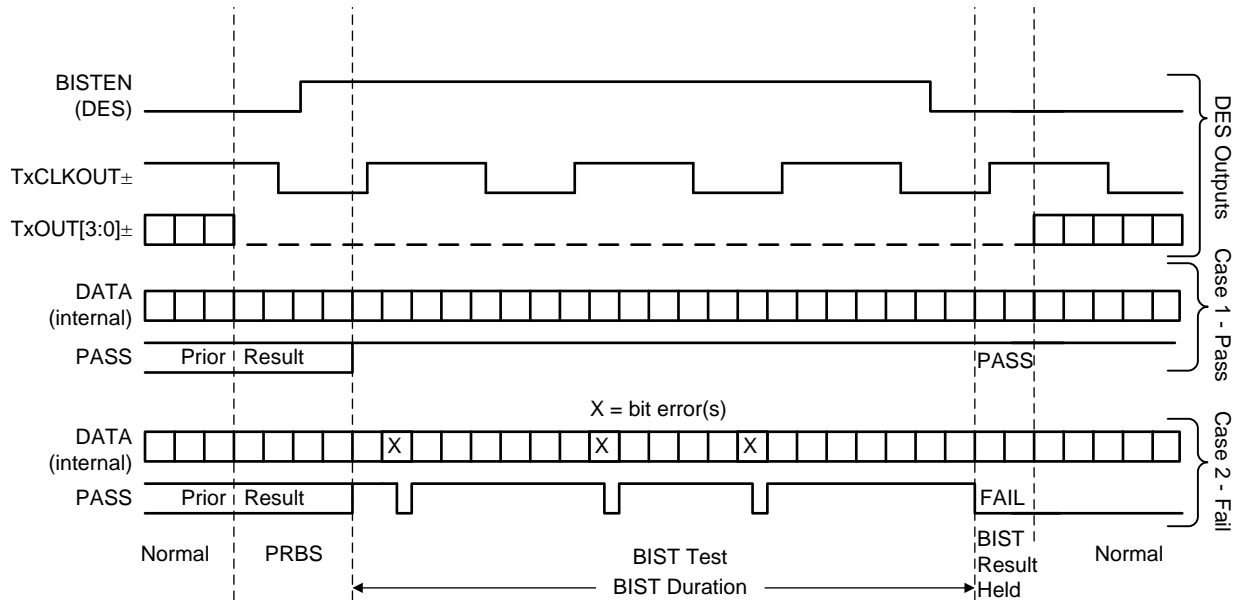 BISTEN
(DES)
TxCLKOUT±
TxOUT[3:0]±
DATA
(internal)
PASS
Prior Result
PASS
X = bit error(s)
DATA
(internal)
X
X
X
PASS
Prior Result
FAIL
Normal
PRBS
BIST Test
BIST Duration
BIST
Result
Held
Normal
DES Outputs
Case 1 - Pass
Case 2 - Fail